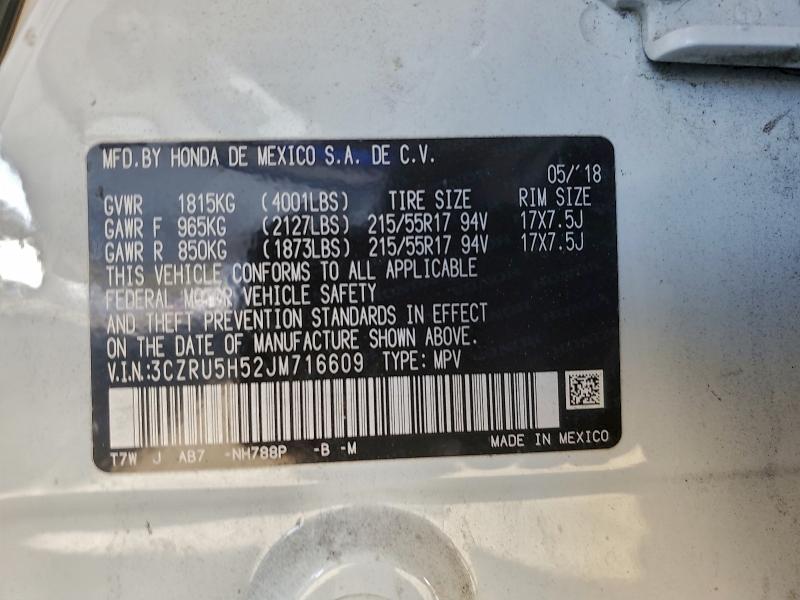 MFD.BY HONDA DE MEXICO S.A. DE C.V.
05/'18
GVWR 1815KG (4001LBS) TIRE SIZE RIM SIZE
GAWR F 965KG (2127LBS) 215/55R17 94V 17X7.5J
GAWR R 850KG (1873LBS) 215/55R17 94V 17X7.5J
THIS VEHICLE CONFORMS TO ALL APPLICABLE
FEDERAL MOTOR VEHICLE SAFETY
AND THEFT PREVENTION STANDARDS IN EFFECT
ON THE DATE OF MANUFACTURE SHOWN ABOVE.
V.I.N.:3CZRU5H52JM716609 TYPE: MPV
T7W J AB7 -NH788P -B -M
MADE IN MEXICO